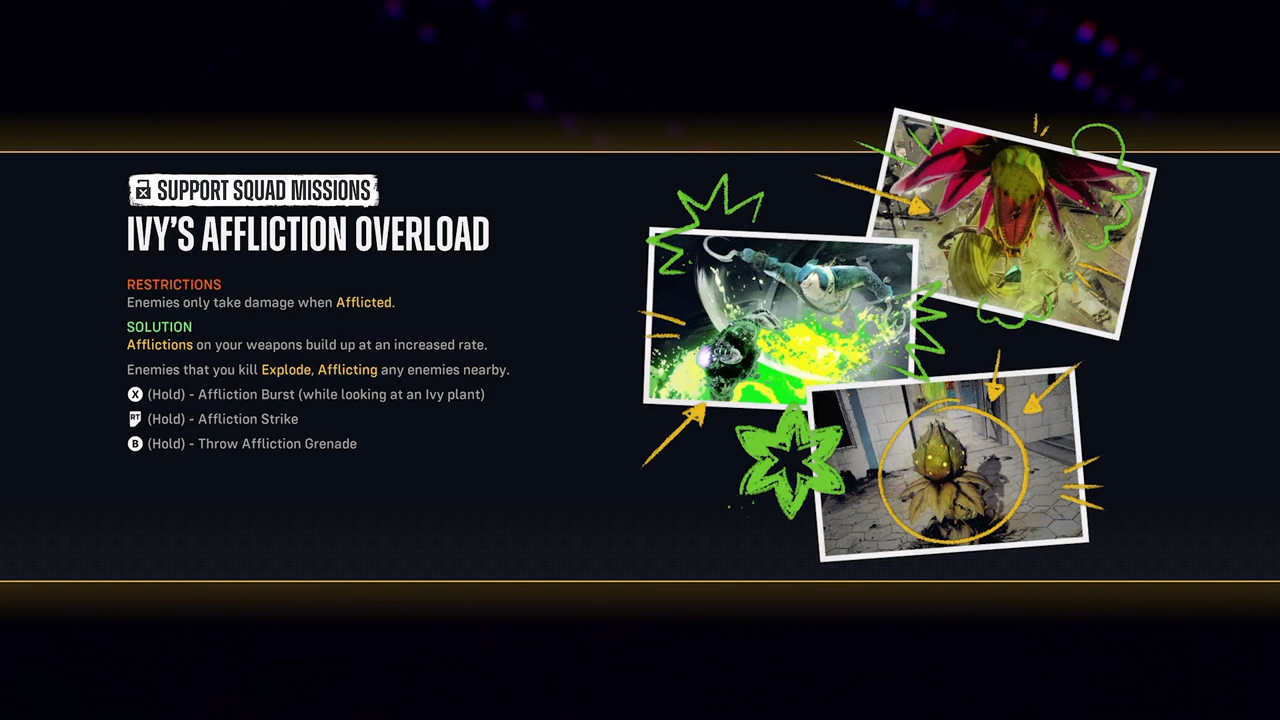 SUPPORT SQUAD MISSIONS
IVY'S AFFLICTION OVERLOAD
RESTRICTIONS
Enemies only take damage when Afflicted.
SOLUTION
Afflictions on your weapons build up at an increased rate.
Enemies that you kill Explode, Afflicting any enemies nearby.
X (Hold) - Affliction Burst (while looking at an Ivy plant)
RT (Hold) - Affliction Strike
B (Hold) - Throw Affliction Grenade